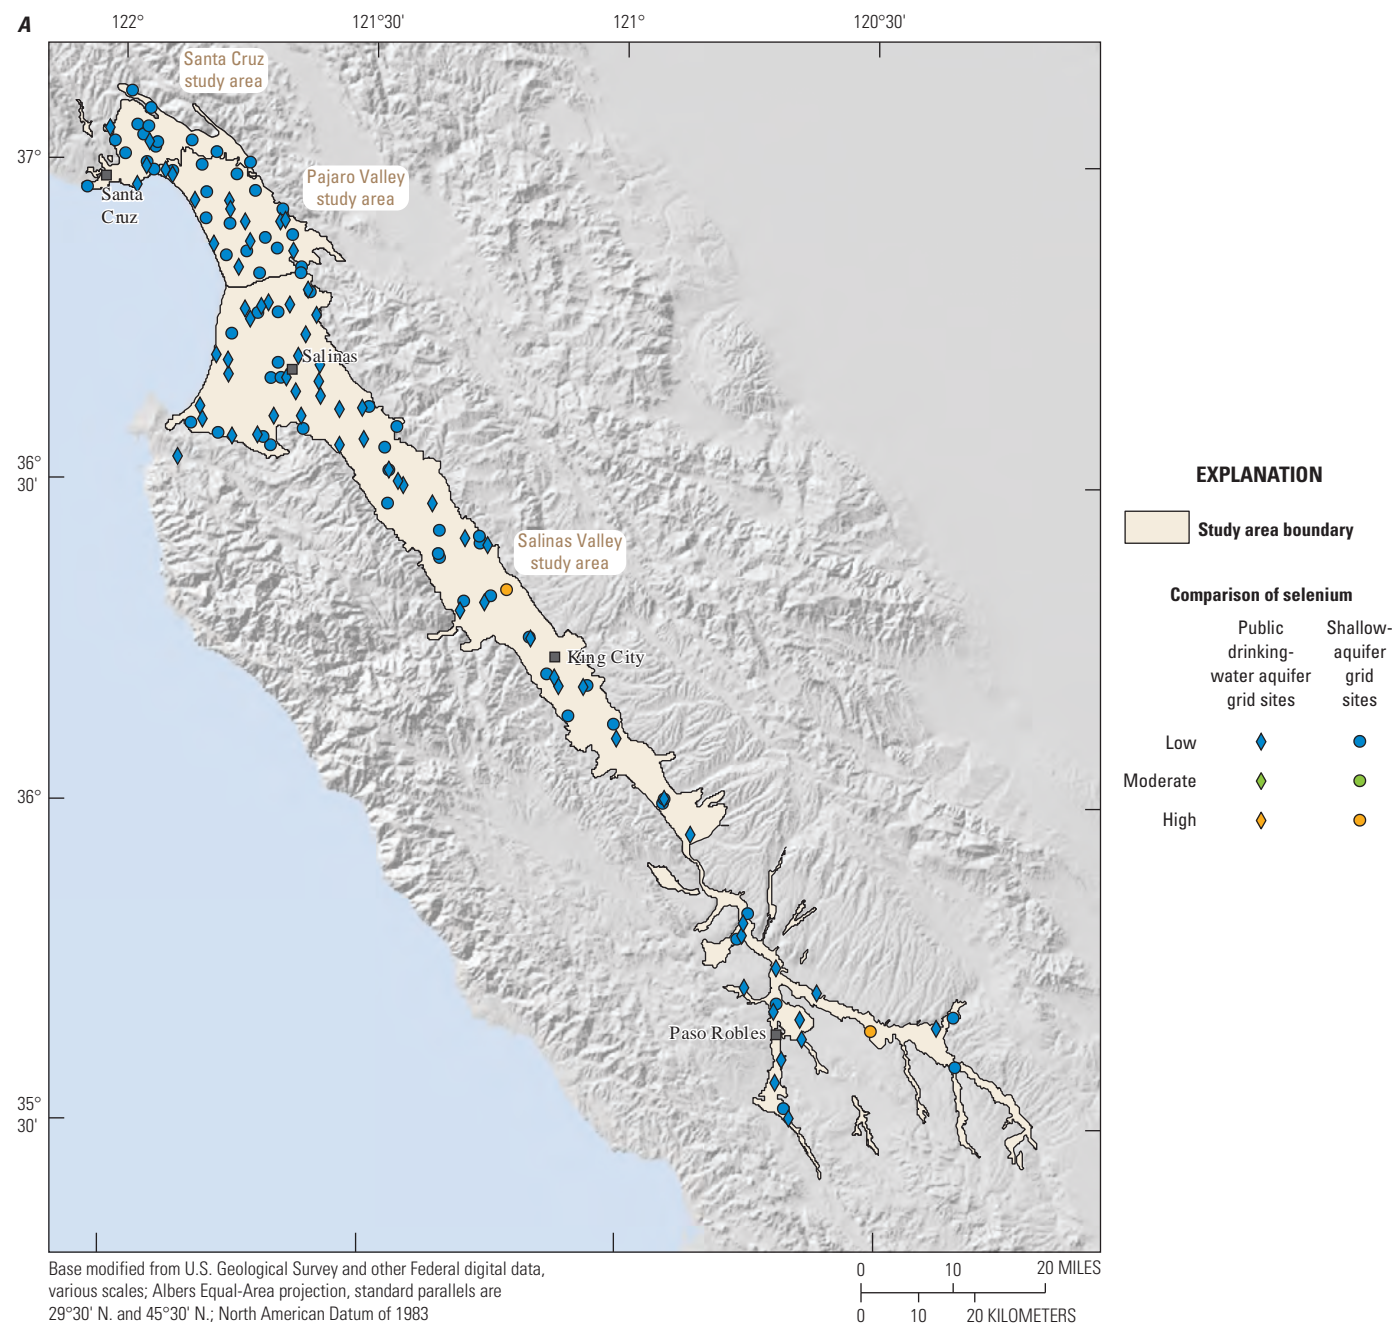 A
122°
121°30'
121°
120°30'
Santa Cruz
study area
37°
Pajaro Valley
study area
Santa
Cruz
Salinas
36°
30'
Salinas Valley
study area
King City
36°
Paso Robles
35°
30'
EXPLANATION
Study area boundary
Comparison of selenium
Public
drinking-
water aquifer
grid sites
Shallow-
aquifer
grid
sites
Low
Moderate
High
Base modified from U.S. Geological Survey and other Federal digital data,
various scales; Albers Equal-Area projection, standard parallels are
29°30' N. and 45°30' N.; North American Datum of 1983
0 10 20 MILES
0 10 20 KILOMETERS